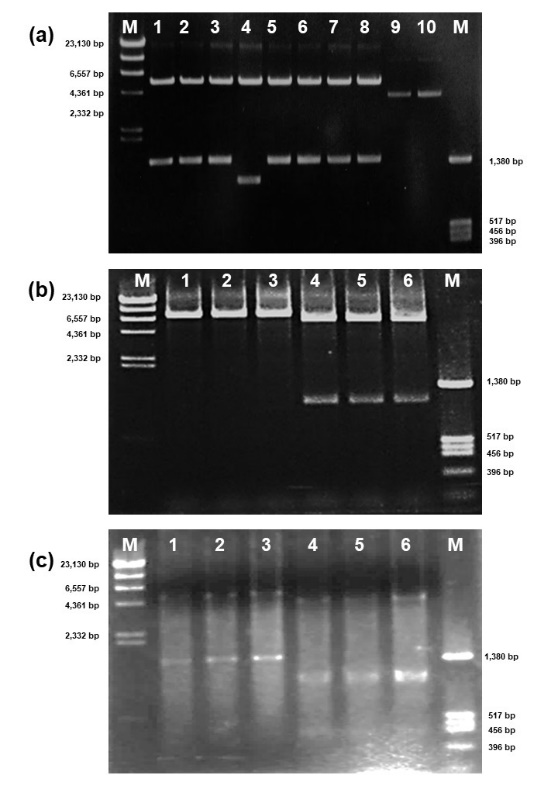 (a)
M 1 2 3 4 5 6 7 8 9 10 M
23,130 bp
6,557 bp
4,361 bp
2,332 bp
1,380 bp
517 bp
456 bp
396 bp
(b)
M 1 2 3 4 5 6 M
23,130 bp
6,557 bp
4,361 bp
2,332 bp
1,380 bp
517 bp
456 bp
396 bp
(c)
M 1 2 3 4 5 6 M
23,130 bp
6,557 bp
4,361 bp
2,332 bp
1,380 bp
517 bp
456 bp
396 bp